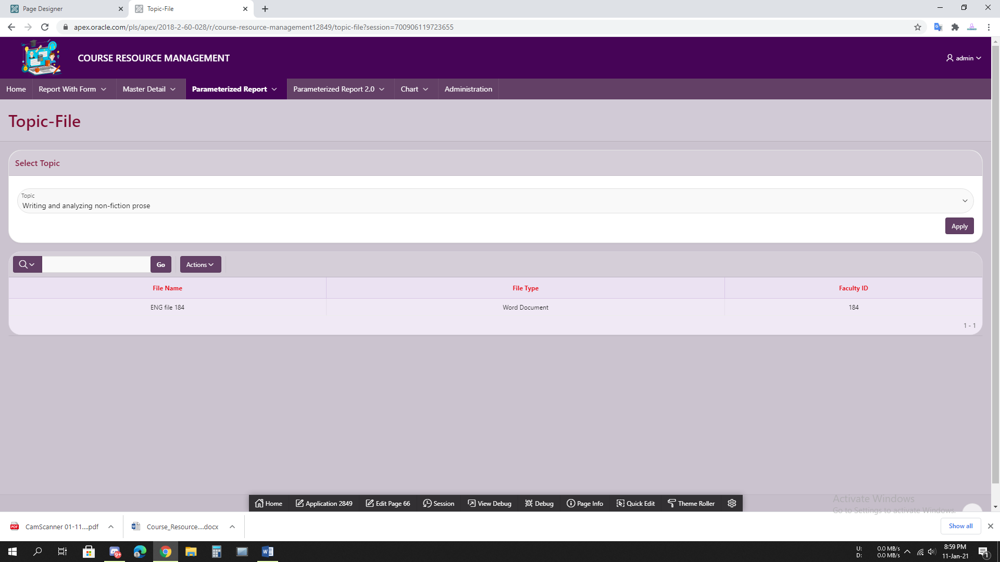 Page Designer
Topic-File
apex.oracle.com/pls/apex/2018-2-60-028/r/course-resource-management12849/topic-file?session=700906119723655
COURSE RESOURCE MANAGEMENT
admin
Home Report With Form Master Detail Parameterized Report Parameterized Report 2.0 Chart Administration
Topic-File
Select Topic
Topic
Writing and analyzing non-fiction prose
Apply
Go Actions
File Name File Type Faculty ID
ENG file 184 Word Document 184
1 - 1
Home Application 2849 Edit Page 66 Session View Debug Debug Page Info Quick Edit Theme Roller
Activate Windows
Go to Settings to activate Windows.
PDF CamScanner 01-11....pdf Course_Resource....docx Show all
U: 0.0 MB/s
D: 0.0 MB/s
8:59 PM
11-Jan-21
9+
1